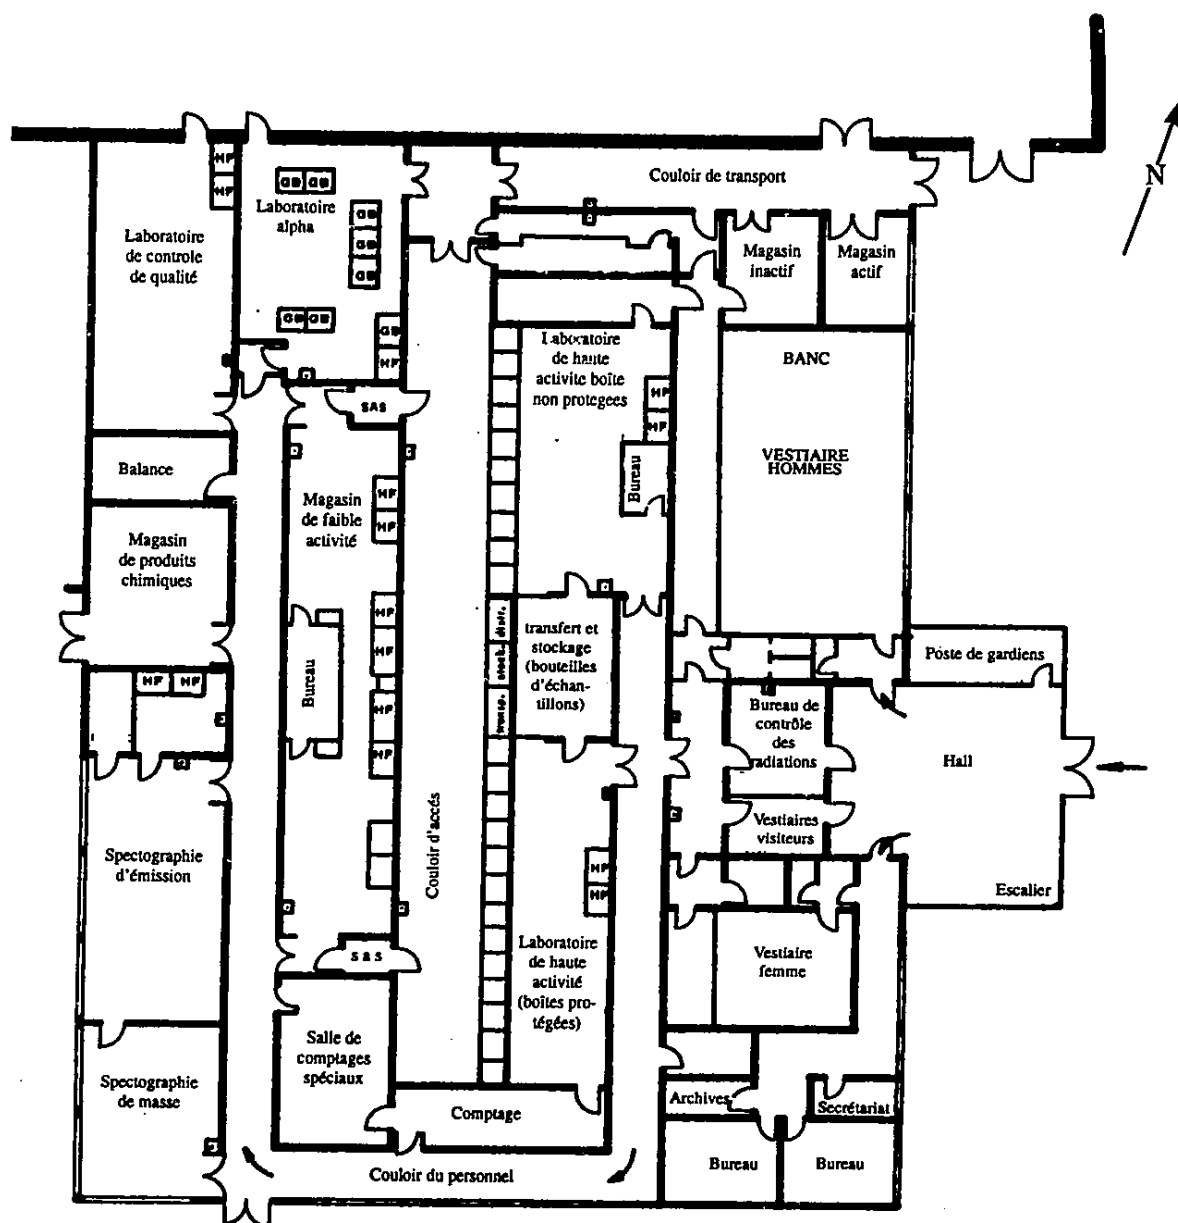 Couloir de transport
N
HF
HF
GB GB
Laboratoire
alpha
GB
GB
GB
Laboratoire
de controle
de qualité
Magasin
inactif
Magasin
actif
GB GB
GB
HF
Laboratoire
de haute
activite boîte
non protegees
BANC
HF
HF
SAS
VESTIAIRE
HOMMES
Balance
Bureau
Magasin
de faible
activité
HF
HF
Magasin
de produits
chimiques
HF
HF
HF
HF
distr.
stock.
transp.
transfert et
stockage
(bouteilles
d'échan-
tillons)
Poste de gardiens
HF HF
Bureau
Bureau de
contrôle
des
radiations
Hall
Couloir d'accés
Vestiaires
visiteurs
Spectographie
d'émission
HF
HF
Escalier
Laboratoire
de haute
activité
(boîtes pro-
tégées)
Vestiaire
femme
SAS
Salle de
comptages
spéciaux
Spectographie
de masse
Comptage
Archives
Secrétariat
Couloir du personnel
Bureau
Bureau